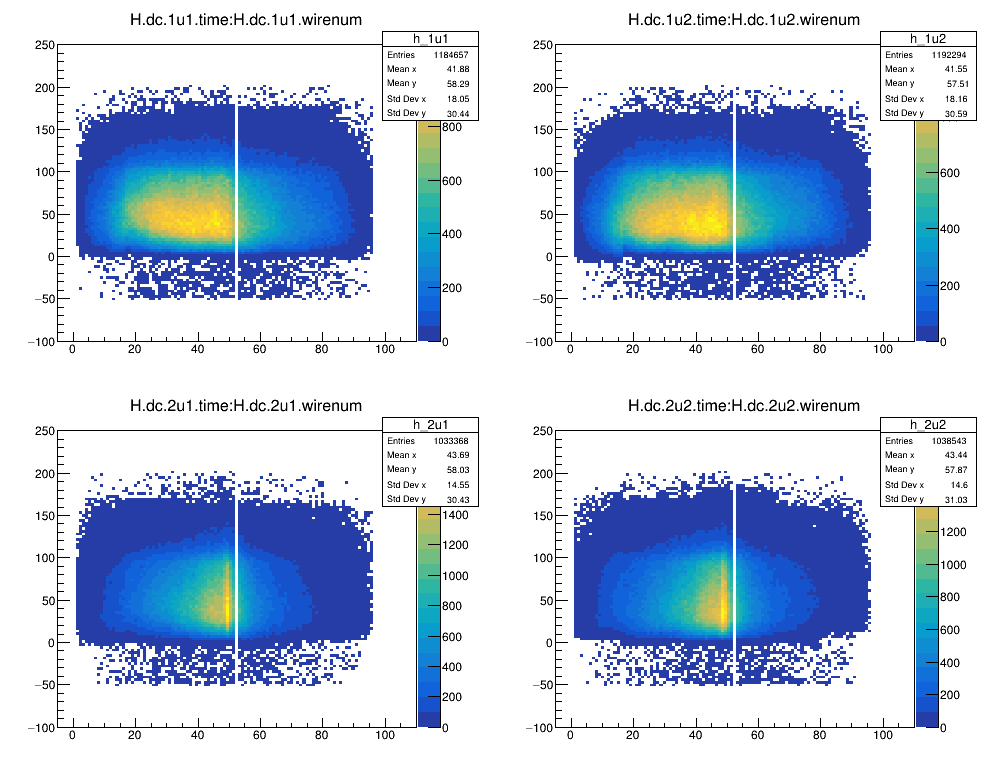 H.dc.1u1.time:H.dc.1u1.wirenum
h_1u1
Entries 1184657
Mean x 41.88
Mean y 58.29
Std Dev x 18.05
Std Dev y 30.44
250
200
150
100
50
0
−50
−100
0 20 40 60 80 100
800
600
400
200
0
H.dc.1u2.time:H.dc.1u2.wirenum
h_1u2
Entries 1192294
Mean x 41.55
Mean y 57.51
Std Dev x 18.16
Std Dev y 30.59
250
200
150
100
50
0
−50
−100
0 20 40 60 80 100
600
400
200
0
H.dc.2u1.time:H.dc.2u1.wirenum
h_2u1
Entries 1033368
Mean x 43.69
Mean y 58.03
Std Dev x 14.55
Std Dev y 30.43
250
200
150
100
50
0
−50
−100
0 20 40 60 80 100
1400
1200
1000
800
600
400
200
0
H.dc.2u2.time:H.dc.2u2.wirenum
h_2u2
Entries 1038543
Mean x 43.44
Mean y 57.87
Std Dev x 14.6
Std Dev y 31.03
250
200
150
100
50
0
−50
−100
0 20 40 60 80 100
1200
1000
800
600
400
200
0